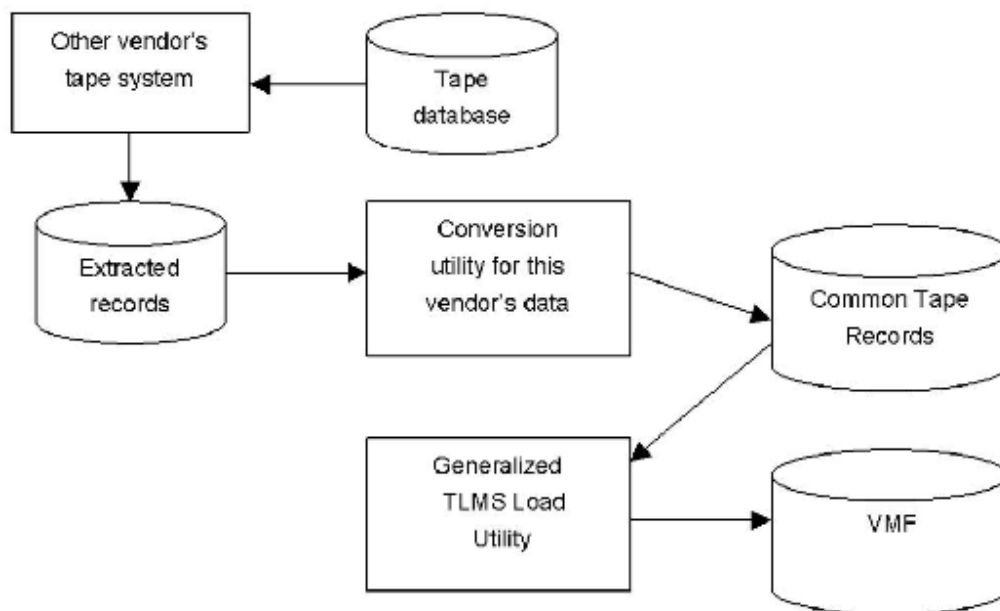 Other vendor's
tape system
Tape
database
Extracted
records
Conversion
utility for this
vendor's data
Common Tape
Records
Generalized
TLMS Load
Utility
VMF